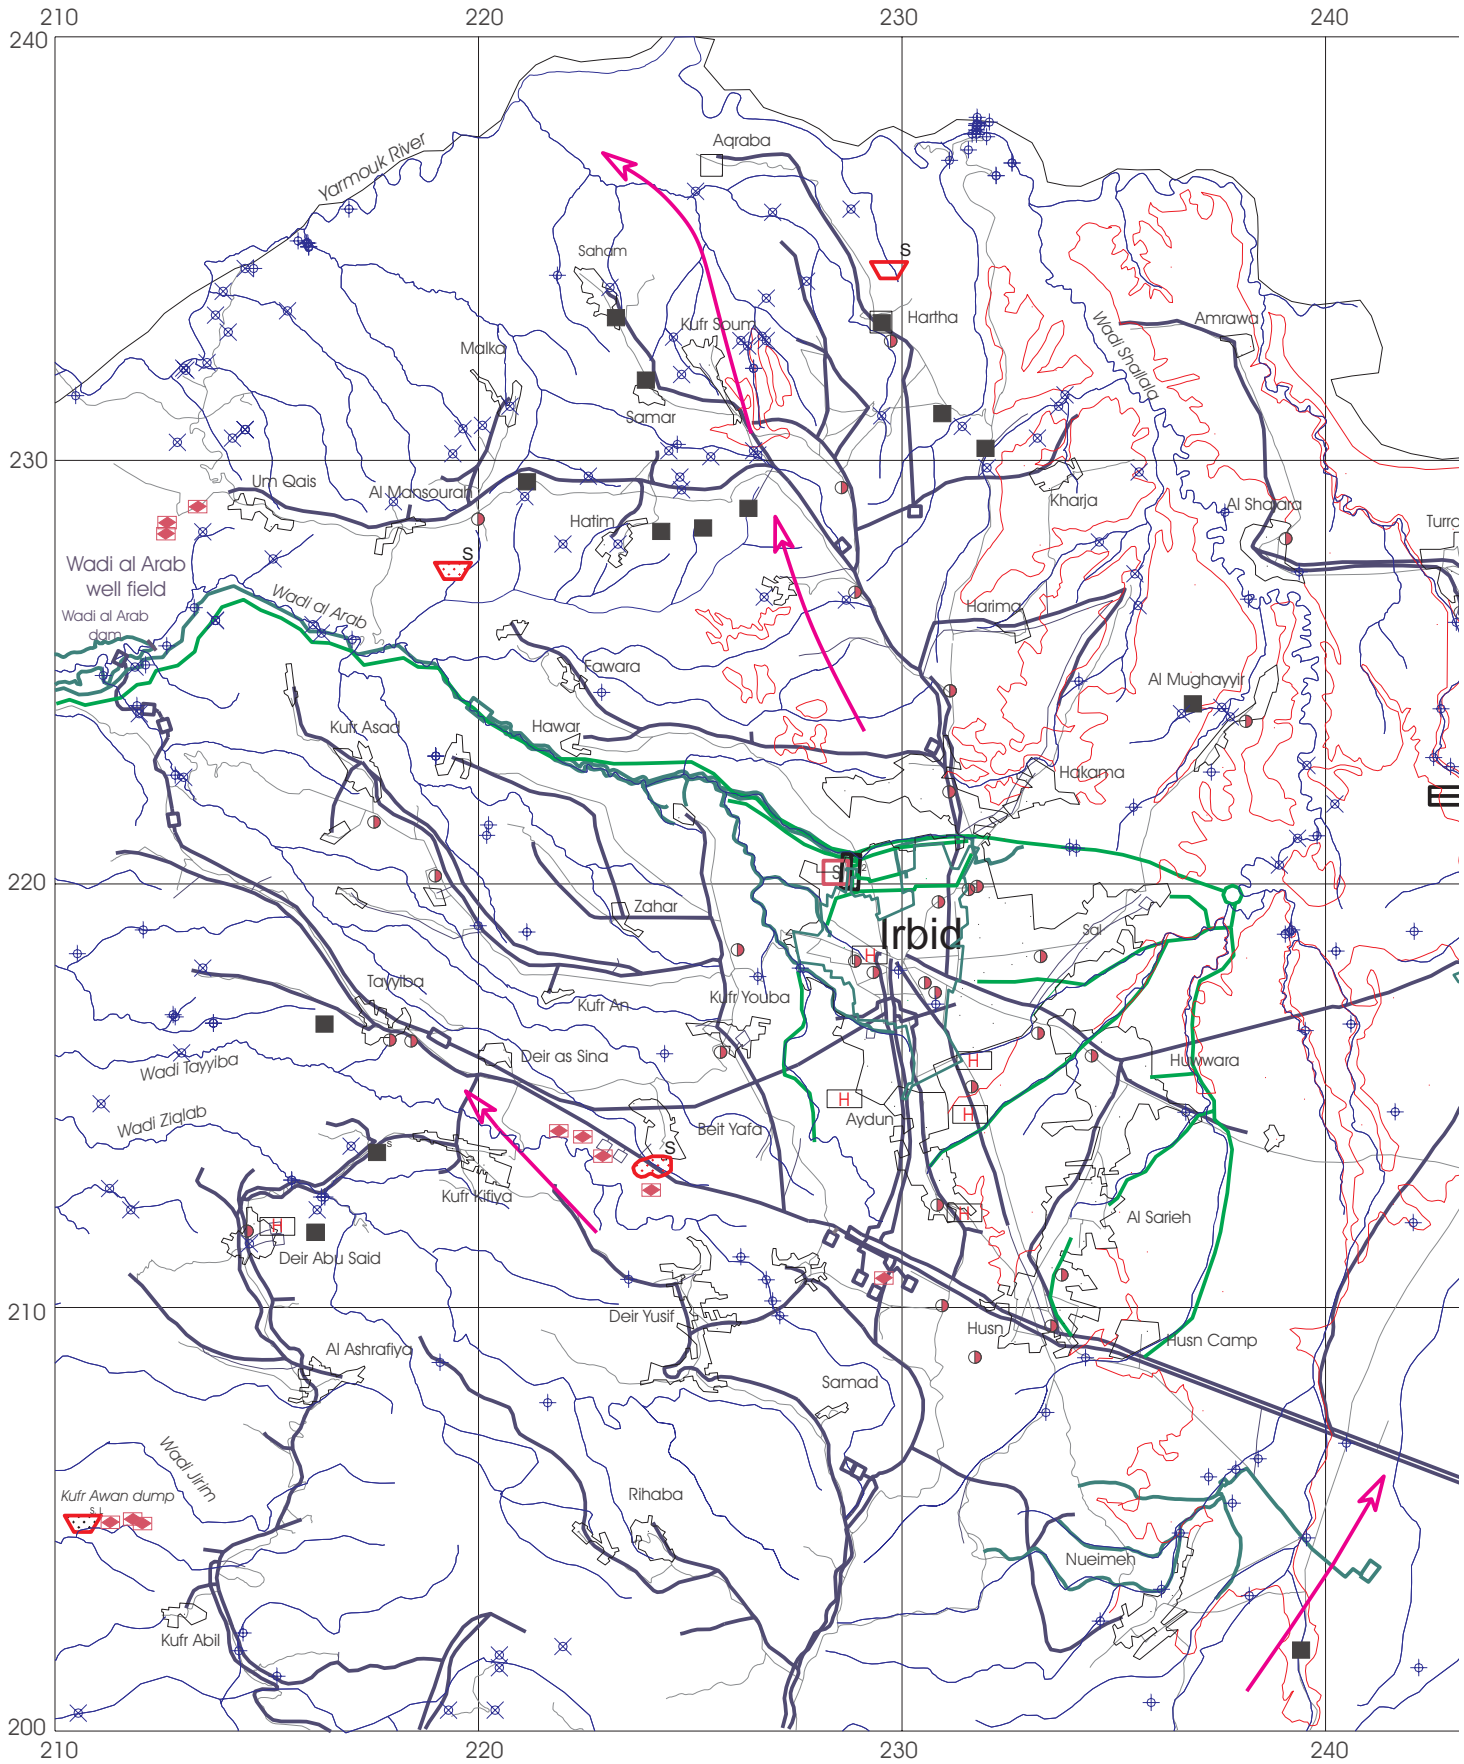 210
220
230
240
240
Aqraba
Yarmouk River
S
Saham
Hartha
Kufr Soum
Amrawa
Wadi Shallala
Malka
Samar
230
Um Qais
Al Mansourah
Hatim
Kharja
Al Shajara
Turra
S
Wadi al Arab
well field
Wadi al Arab
Wadi al Arab
dam
Harima
Fawara
Al Mughayyir
Kufr Asad
Hawar
Hakama
220
S
Zahar
Irbid
Sal
H
Tayyiba
Kufr An
Kufr Youba
Deir as Sina
Wadi Tayyiba
H
Huwwara
H
H
Wadi Ziqlab
Aydun
Beit Yafa
S
S
Kufr Kifiya
H
H
Al Sarieh
Deir Abu Said
210
Deir Yusif
Husn
Husn Camp
Al Ashrafiya
Samad
Wadi Jirim
Kufr Awan dump
S
Rihaba
Nueimeh
Kufr Abil
200
210
220
230
240